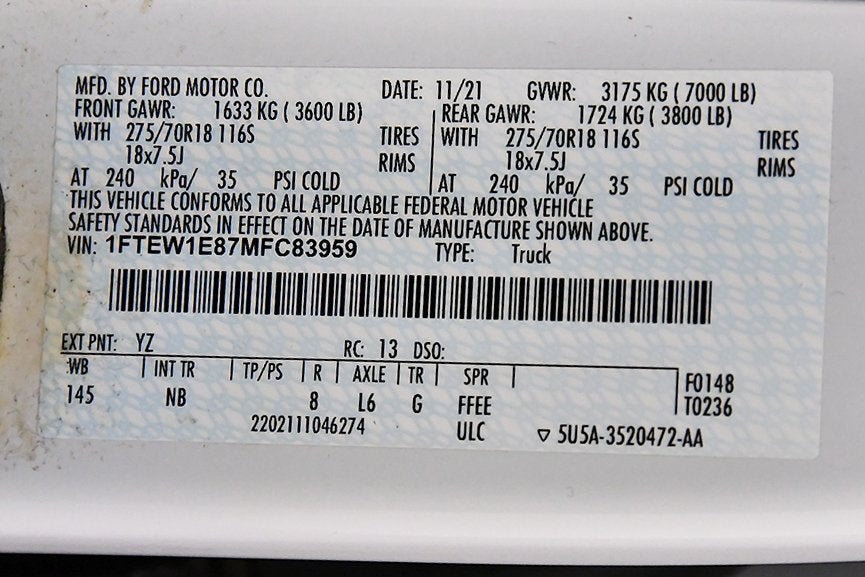 MFD. BY FORD MOTOR CO. DATE: 11/21 GVWR: 3175 KG ( 7000 LB)
FRONT GAWR: 1633 KG ( 3600 LB) REAR GAWR: 1724 KG ( 3800 LB)
WITH 275/70R18 116S TIRES WITH 275/70R18 116S TIRES
18x7.5J RIMS 18x7.5J RIMS
AT 240 kPa/ 35 PSI COLD AT 240 kPa/ 35 PSI COLD
THIS VEHICLE CONFORMS TO ALL APPLICABLE FEDERAL MOTOR VEHICLE
SAFETY STANDARDS IN EFFECT ON THE DATE OF MANUFACTURE SHOWN ABOVE.
VIN: 1FTEW1E87MFC83959 TYPE: Truck
EXT PNT: YZ RC: 13 DSO:
WB INT TR TP/PS R AXLE TR SPR F0148
145 NB 8 L6 G FFEE T0236
2202111046274 ULC ▽ 5U5A-3520472-AA